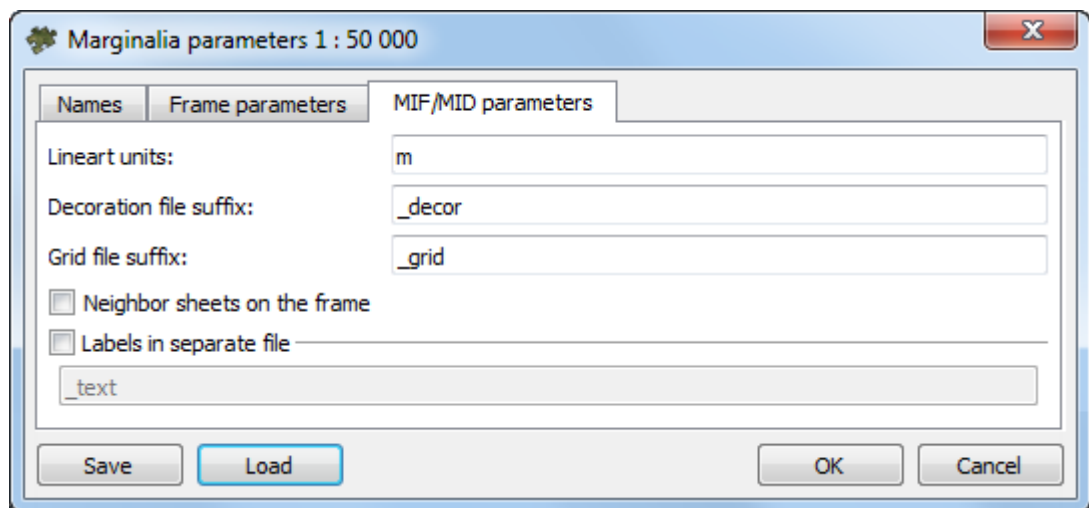 Marginalia parameters 1 : 50 000
Names Frame parameters MIF/MID parameters
Lineart units: m
Decoration file suffix: _decor
Grid file suffix: _grid
Neighbor sheets on the frame
Labels in separate file
_text
Save Load OK Cancel